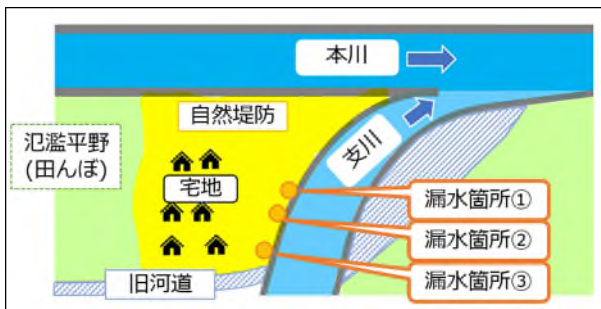 本川
自然堤防
氾濫平野
(田んぼ)
支川
宅地
漏水箇所①
漏水箇所②
漏水箇所③
旧河道